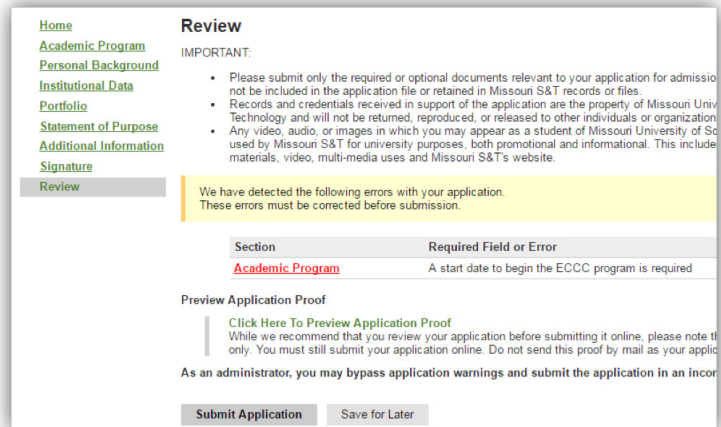 Home
Academic Program
Personal Background
Institutional Data
Portfolio
Statement of Purpose
Additional Information
Signature
Review
Review
IMPORTANT:
• Please submit only the required or optional documents relevant to your application for admissio
not be included in the application file or retained in Missouri S&T records or files.
• Records and credentials received in support of the application are the property of Missouri Univ
Technology and will not be returned, reproduced, or released to other individuals or organization
• Any video, audio, or images in which you may appear as a student of Missouri University of Sc
used by Missouri S&T for university purposes, both promotional and informational. This include
materials, video, multi-media uses and Missouri S&T's website.
We have detected the following errors with your application.
These errors must be corrected before submission.
Section Required Field or Error
Academic Program A start date to begin the ECCC program is required
Preview Application Proof
Click Here To Preview Application Proof
While we recommend that you review your application before submitting it online, please note th
only. You must still submit your application online. Do not send this proof by mail as your applic
As an administrator, you may bypass application warnings and submit the application in an incor
Submit Application Save for Later